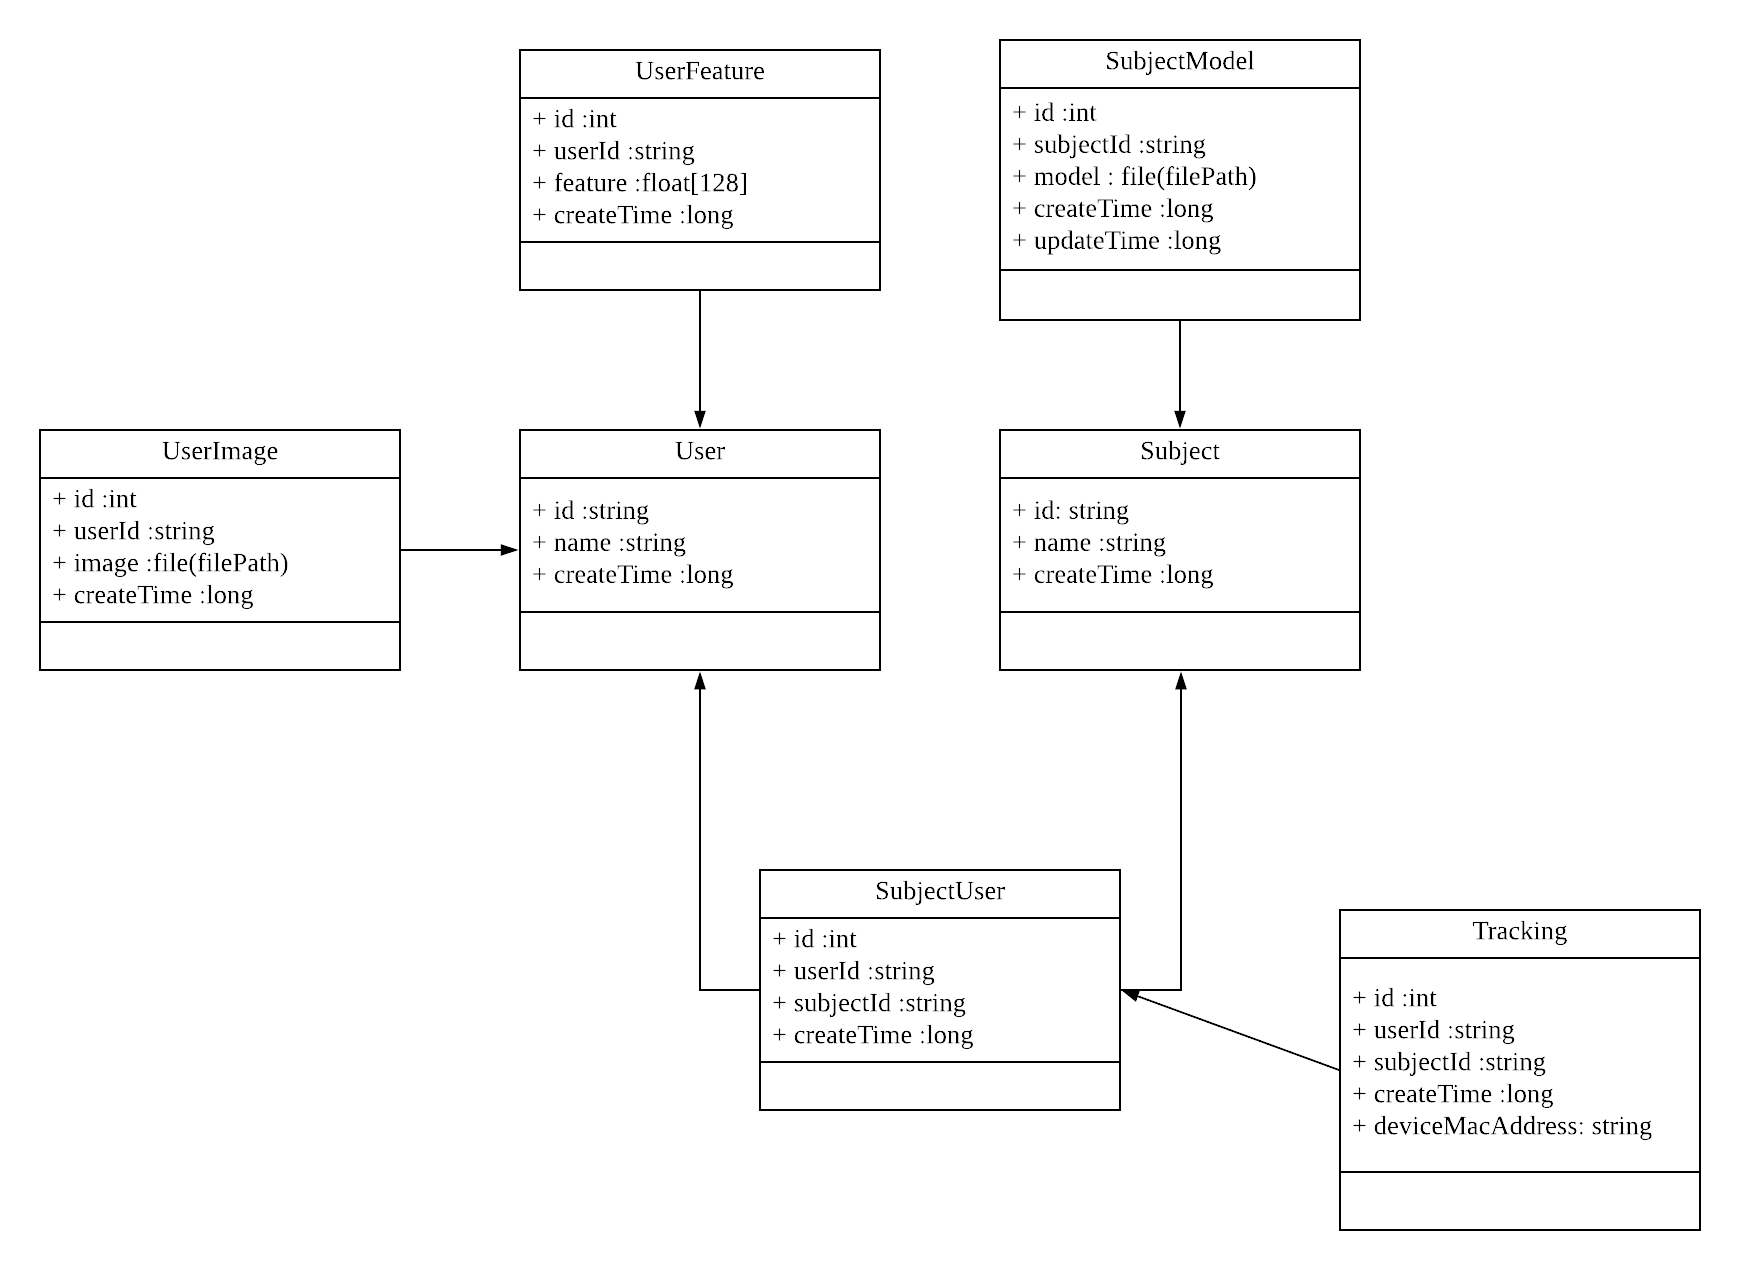 UserFeature
+ id :int
+ userId :string
+ feature :float[128]
+ createTime :long
SubjectModel
+ id :int
+ subjectId :string
+ model : file(filePath)
+ createTime :long
+ updateTime :long
UserImage
+ id :int
+ userId :string
+ image :file(filePath)
+ createTime :long
User
+ id :string
+ name :string
+ createTime :long
Subject
+ id: string
+ name :string
+ createTime :long
SubjectUser
+ id :int
+ userId :string
+ subjectId :string
+ createTime :long
Tracking
+ id :int
+ userId :string
+ subjectId :string
+ createTime :long
+ deviceMacAddress: string